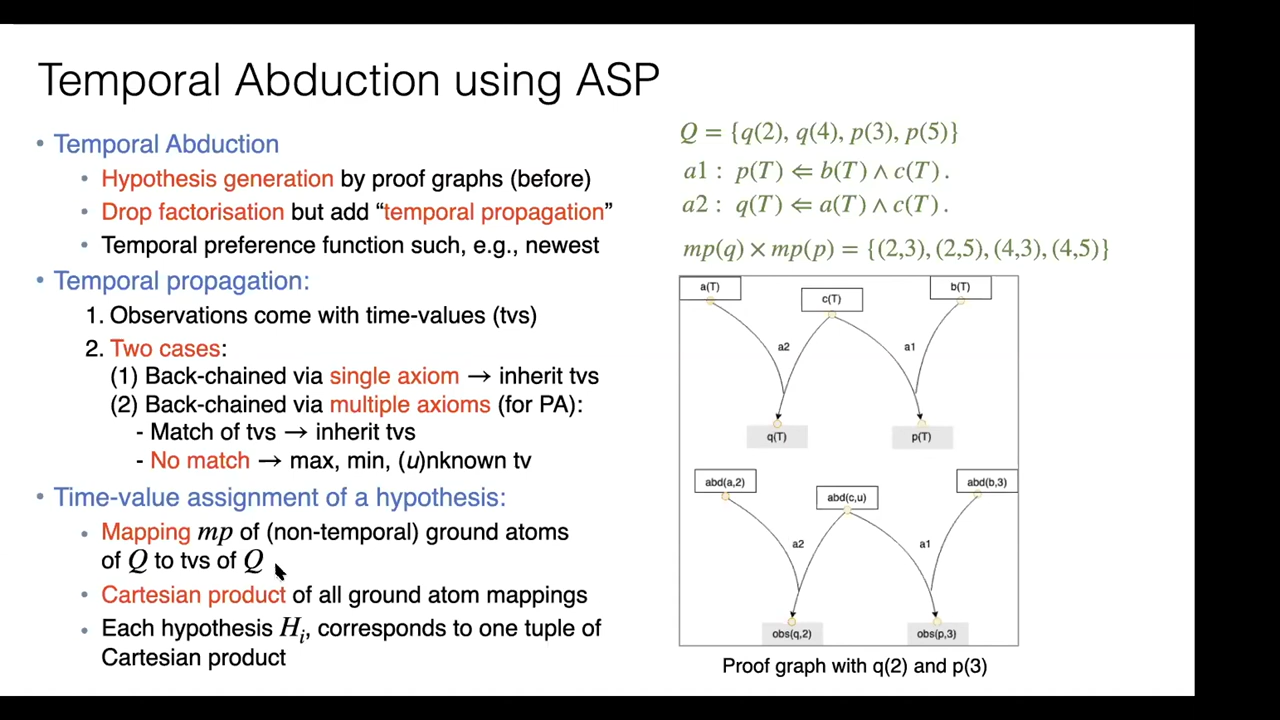 Temporal Abduction using ASP
• Temporal Abduction
• Hypothesis generation by proof graphs (before)
• Drop factorisation but add “temporal propagation”
• Temporal preference function such, e.g., newest
• Temporal propagation:
1. Observations come with time-values (tvs)
2. Two cases:
(1) Back-chained via single axiom → inherit tvs
(2) Back-chained via multiple axioms (for PA):
- Match of tvs → inherit tvs
- No match → max, min, (u)nknown tv
• Time-value assignment of a hypothesis:
• Mapping mp of (non-temporal) ground atoms
of Q to tvs of Q
• Cartesian product of all ground atom mappings
• Each hypothesis Hᵢ, corresponds to one tuple of
Cartesian product
Q = {q(2), q(4), p(3), p(5)}
a1 : p(T) ⇐ b(T) ∧ c(T).
a2 : q(T) ⇐ a(T) ∧ c(T).
mp(q) × mp(p) = {(2,3), (2,5), (4,3), (4,5)}
a(T) c(T) b(T)
a2 a1
q(T) p(T)
abd(a,2) abd(c,u) abd(b,3)
a2 a1
obs(q,2) obs(p,3)
Proof graph with q(2) and p(3)